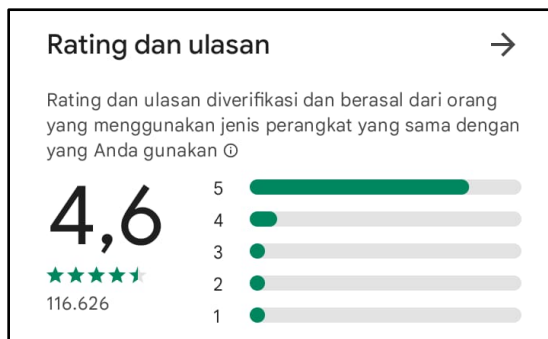 Rating dan ulasan
Rating dan ulasan diverifikasi dan berasal dari orang
yang menggunakan jenis perangkat yang sama dengan
yang Anda gunakan
4,6
116.626
5
4
3
2
1